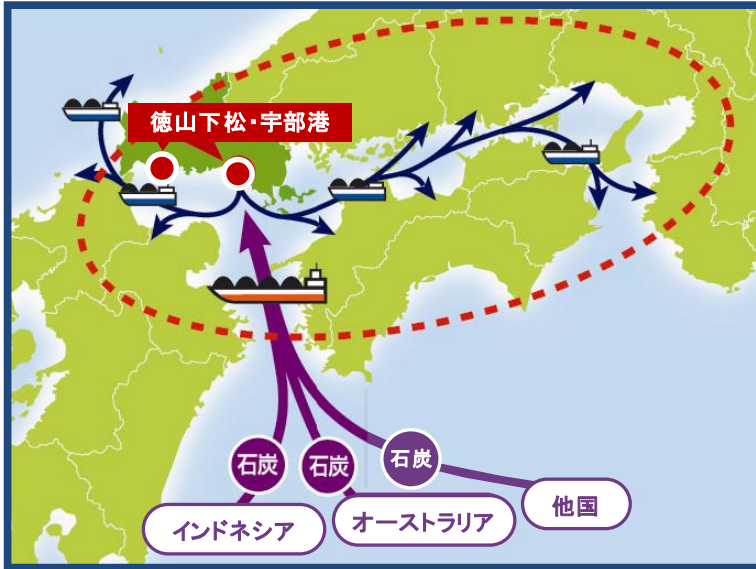 徳山下松・宇部港
石炭
石炭
石炭
インドネシア
オーストラリア
他国